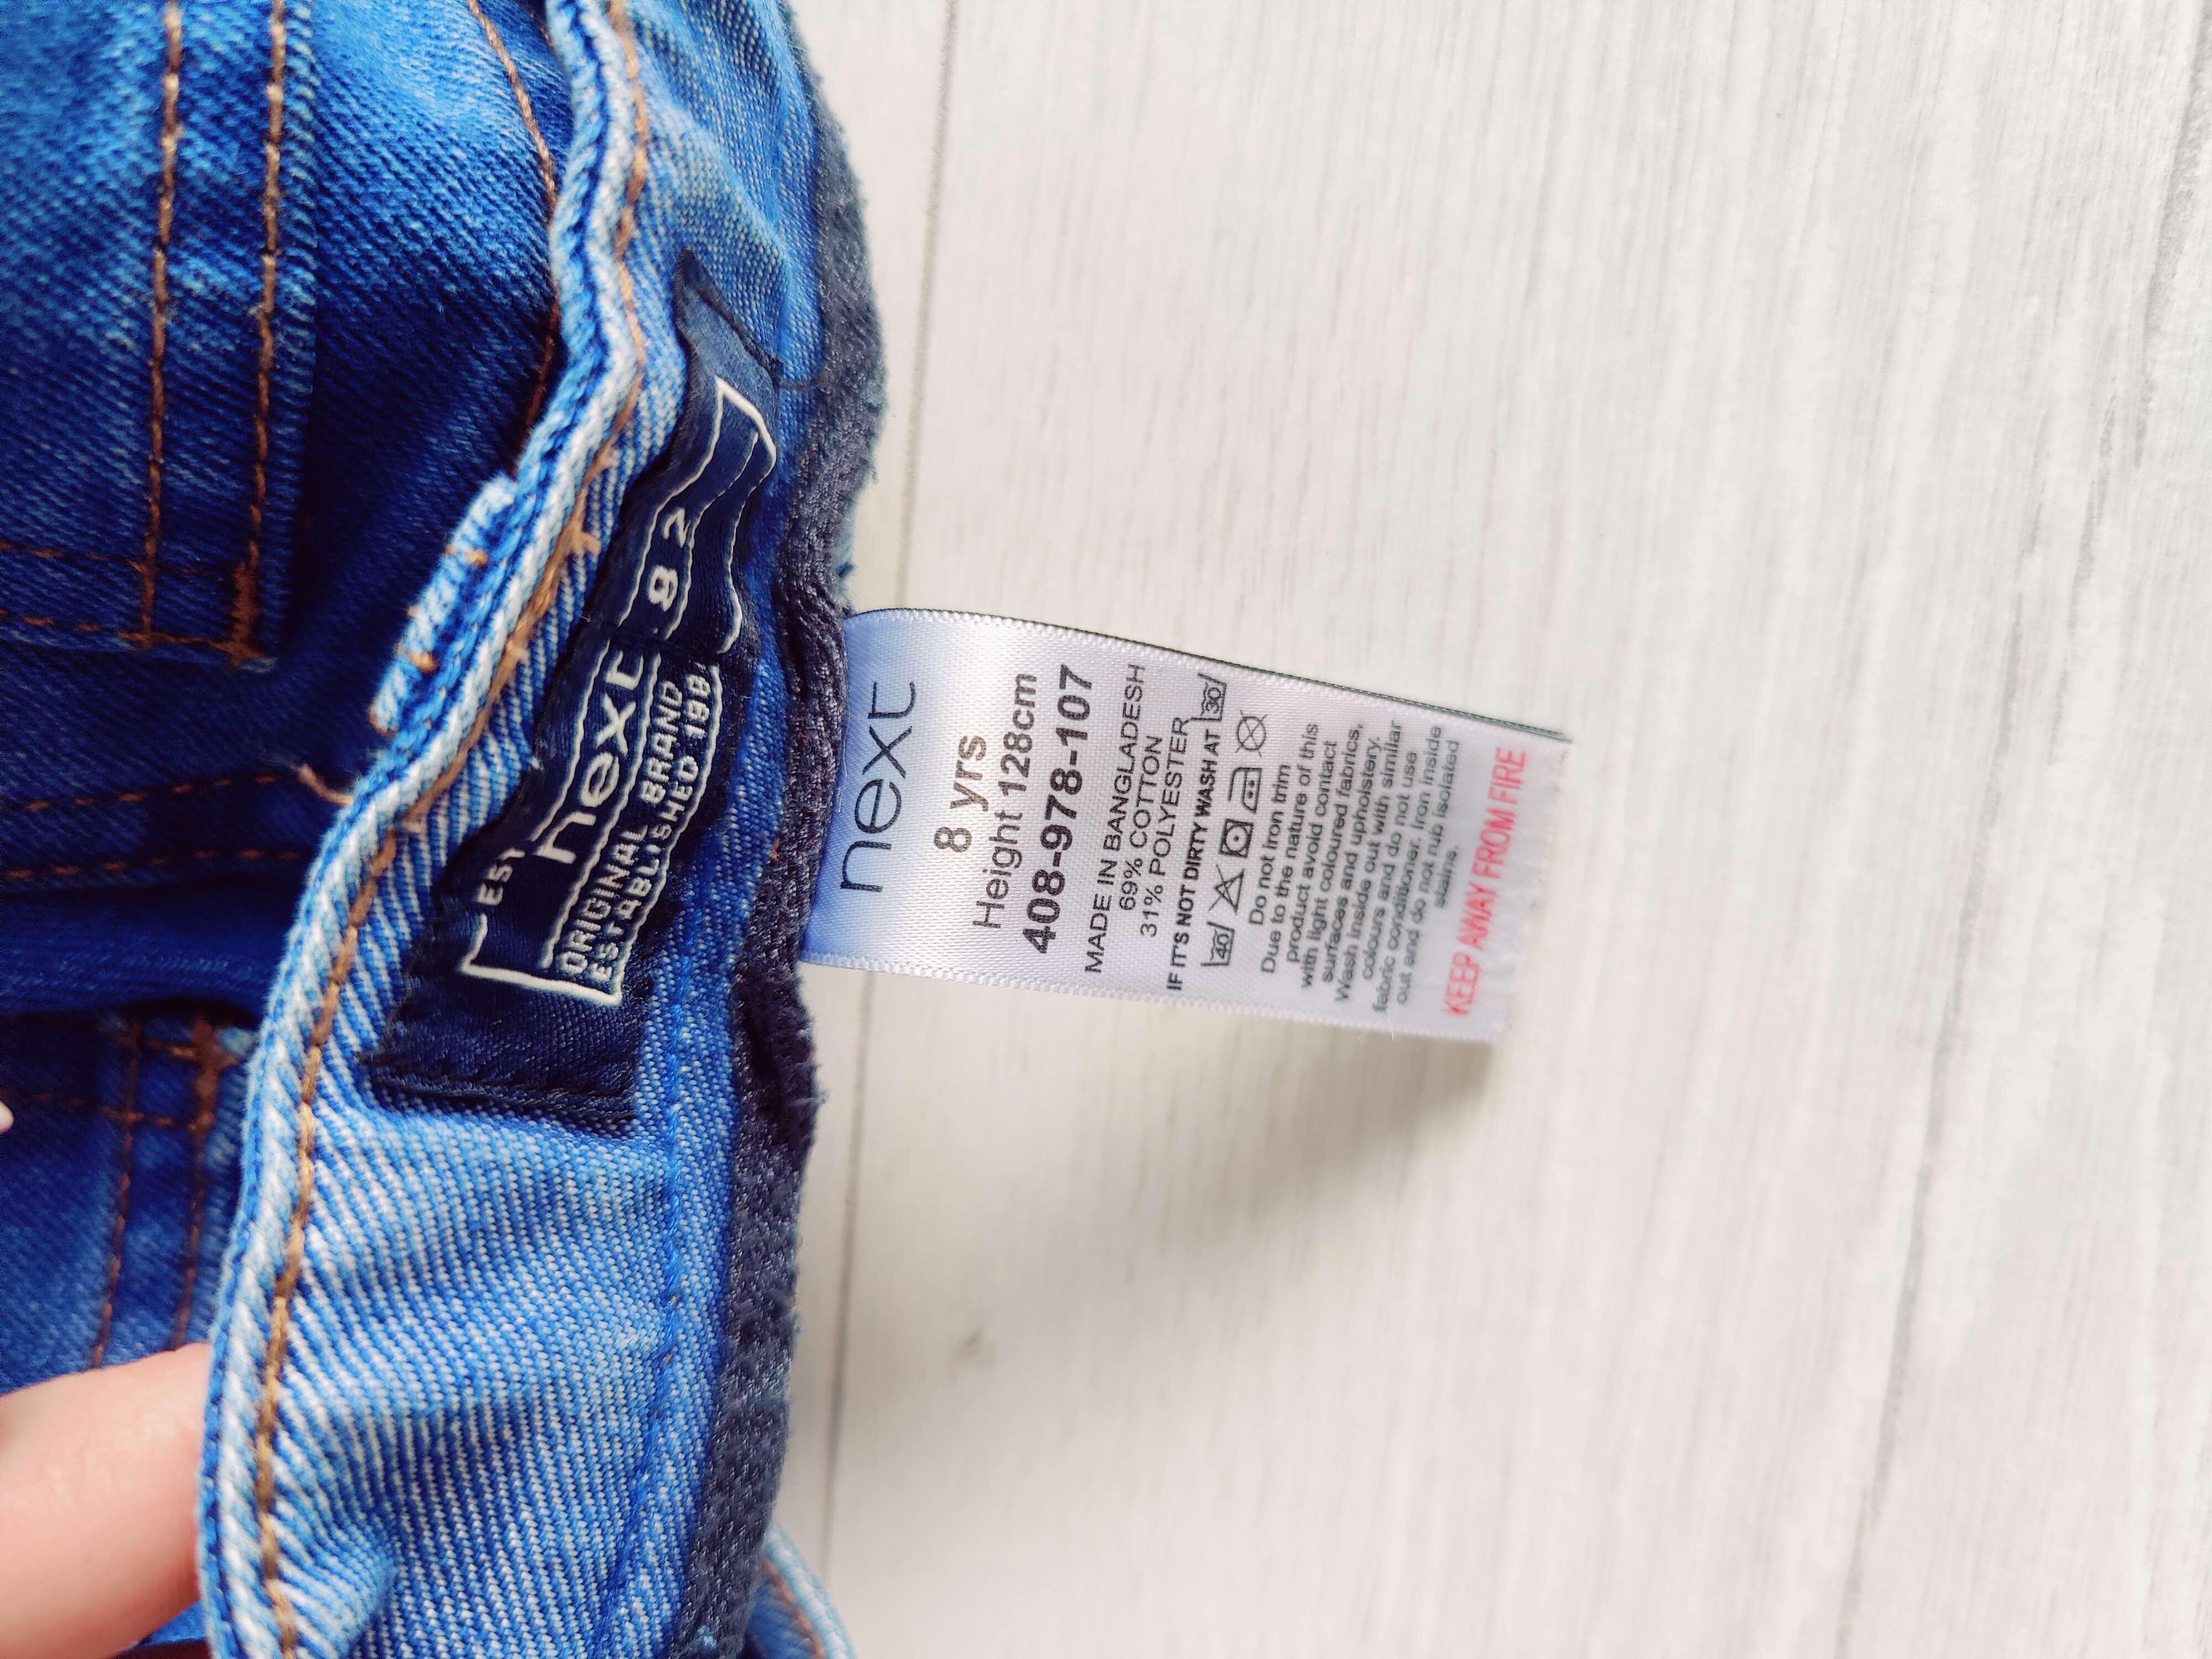 next
8 yrs
Height 128cm
408-978-107
MADE IN BANGLADESH
69% COTTON
31% POLYESTER
IF IT'S NOT DIRTY WASH AT 30
40
Do not iron trim
Due to the nature of this
product avoid contact
with light coloured fabrics,
surfaces and upholstery.
Wash inside out with similar
colours and do not use
fabric conditioner. Iron inside
out and do not rub isolated
stains.
KEEP AWAY FROM FIRE
EST
next
ORIGINAL BRAND
ESTABLISHED 198
8